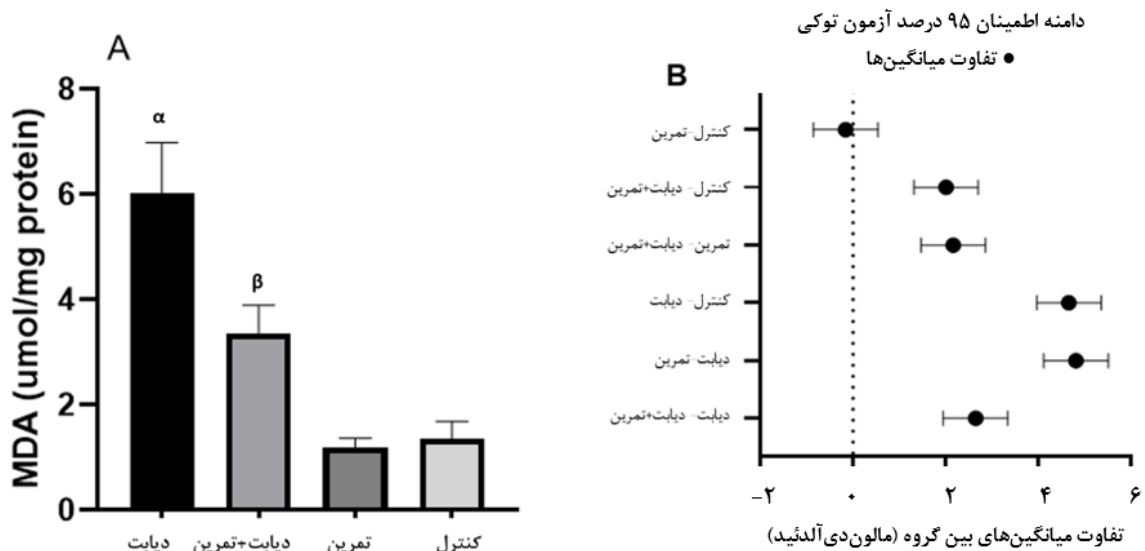 A
MDA (umol/mg protein)
8
6
4
2
0
α
β
دیابت
دیابت+تمرین
تمرین
کنترل
دامنه اطمینان ۹۵ درصد آزمون توکی
● تفاوت میانگین‌ها
B
کنترل-تمرین
کنترل- دیابت+تمرین
تمرین- دیابت+تمرین
کنترل- دیابت
دیابت-تمرین
دیابت- دیابت+تمرین
-۲ ۰ ۲ ۴ ۶
تفاوت میانگین‌های بین گروه (مالون‌دی‌آلدئید)